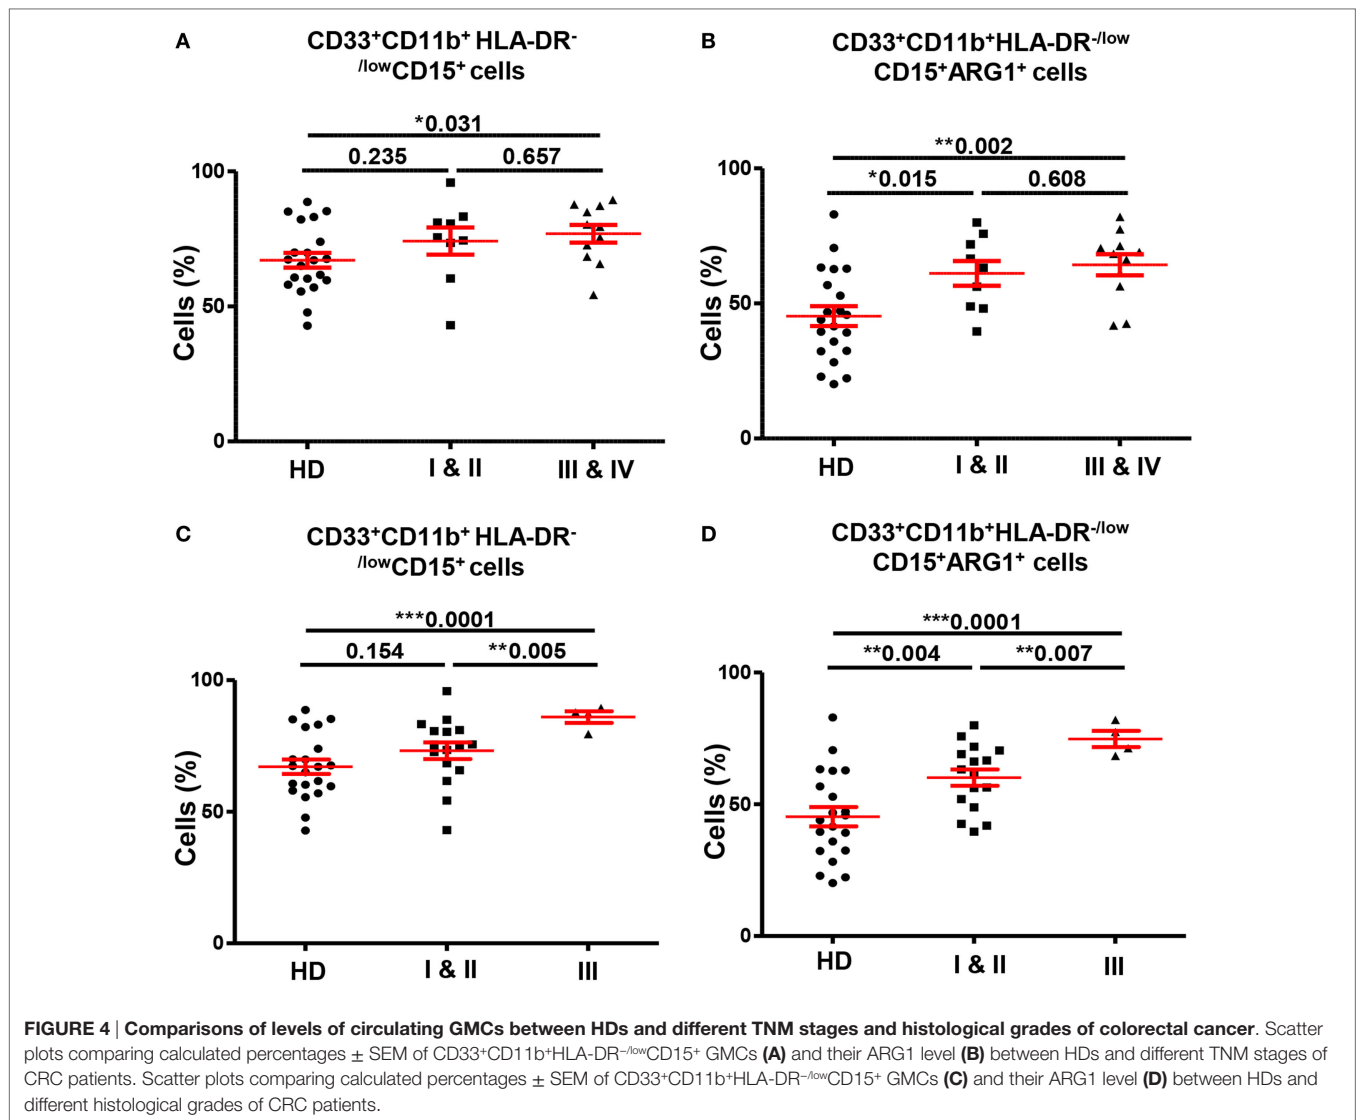 A
CD33⁺CD11b⁺ HLA-DR⁻
/lowCD15⁺ cells
*0.031
0.235 0.657
100
50
0
Cells (%)
HD I & II III & IV
B
CD33⁺CD11b⁺HLA-DR⁻/low
CD15⁺ARG1⁺ cells
**0.002
*0.015 0.608
100
50
0
Cells (%)
HD I & II III & IV
C
CD33⁺CD11b⁺ HLA-DR⁻
/lowCD15⁺ cells
***0.0001
0.154 **0.005
100
50
0
Cells (%)
HD I & II III
D
CD33⁺CD11b⁺HLA-DR⁻/low
CD15⁺ARG1⁺ cells
***0.0001
**0.004 **0.007
100
50
0
Cells (%)
HD I & II III
FIGURE 4 | Comparisons of levels of circulating GMCs between HDs and different TNM stages and histological grades of colorectal cancer. Scatter
plots comparing calculated percentages ± SEM of CD33⁺CD11b⁺HLA-DR⁻/lowCD15⁺ GMCs (A) and their ARG1 level (B) between HDs and different TNM stages of
CRC patients. Scatter plots comparing calculated percentages ± SEM of CD33⁺CD11b⁺HLA-DR⁻/lowCD15⁺ GMCs (C) and their ARG1 level (D) between HDs and
different histological grades of CRC patients.